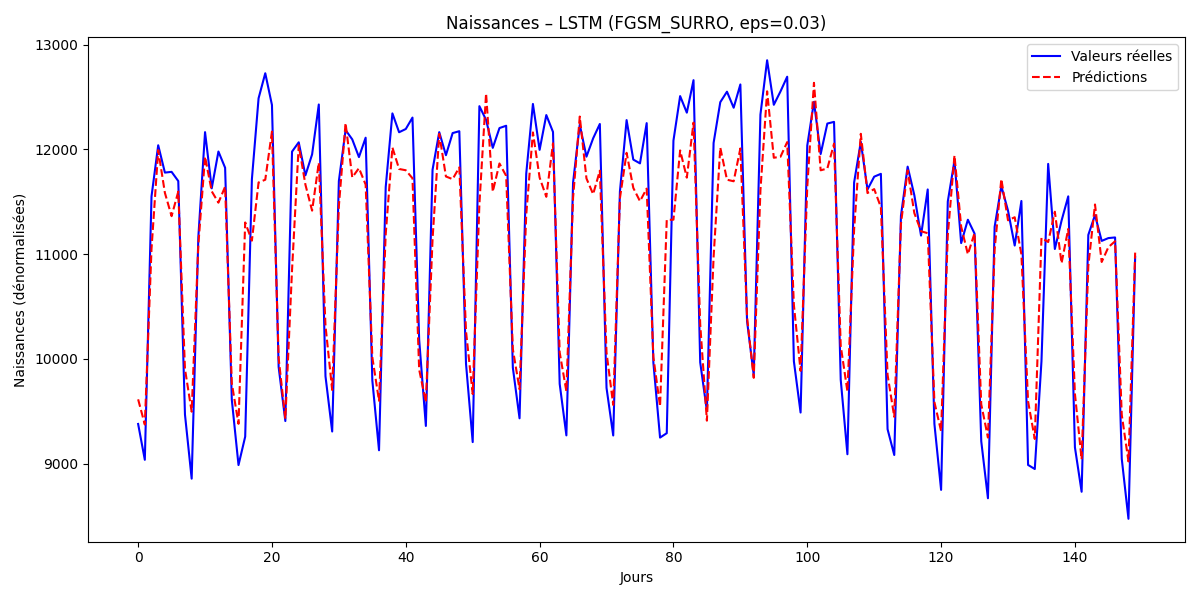 Naissances – LSTM (FGSM_SURRO, eps=0.03)
13000
12000
11000
10000
9000
Naissances (dénormalisées)
Valeurs réelles
Prédictions
0 20 40 60 80 100 120 140
Jours